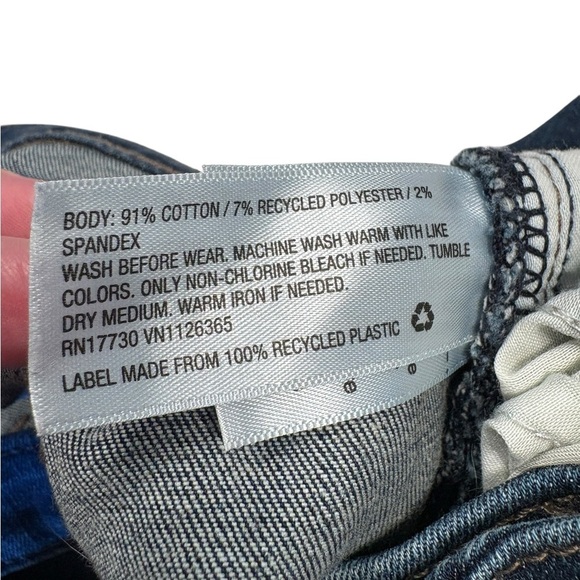 BODY: 91% COTTON / 7% RECYCLED POLYESTER / 2%
SPANDEX
WASH BEFORE WEAR. MACHINE WASH WARM WITH LIKE
COLORS. ONLY NON-CHLORINE BLEACH IF NEEDED. TUMBLE
DRY MEDIUM. WARM IRON IF NEEDED.
RN17730 VN1126365
LABEL MADE FROM 100% RECYCLED PLASTIC